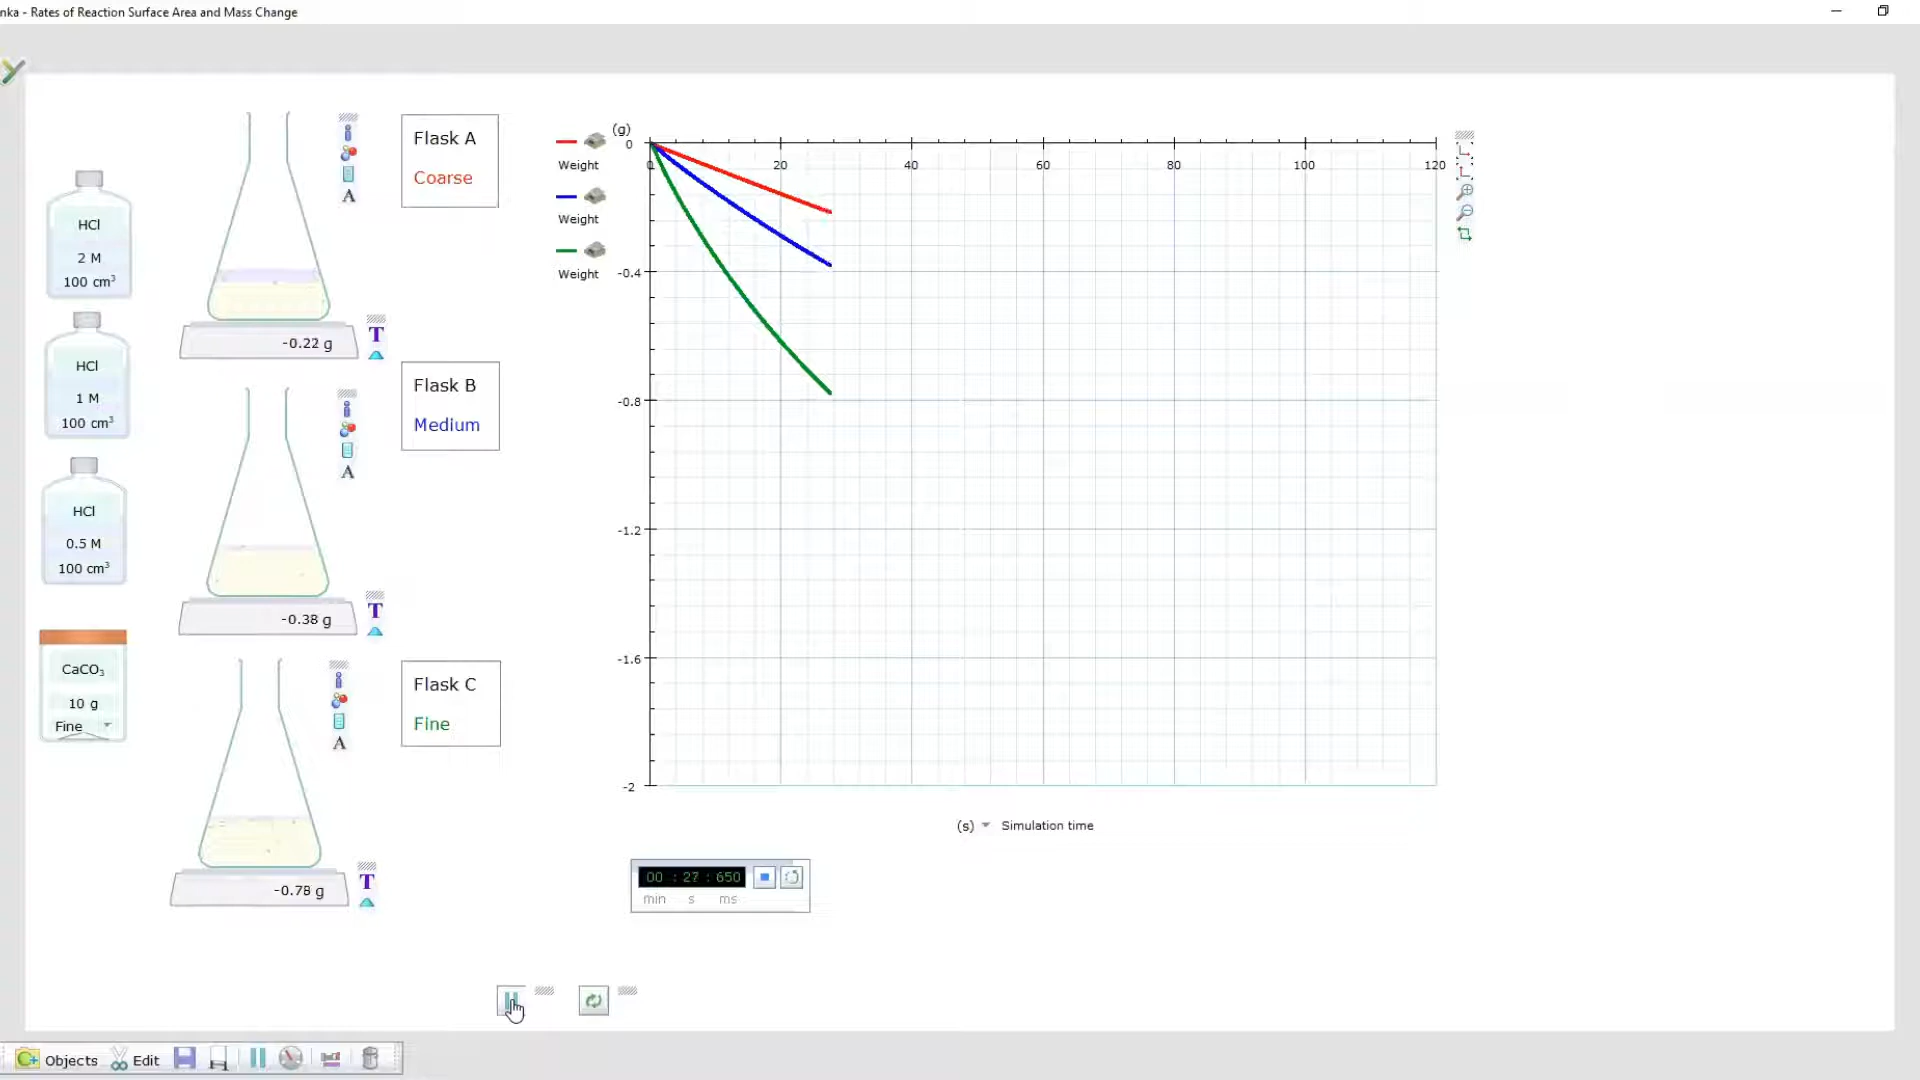 nka - Rates of Reaction Surface Area and Mass Change
HCl
2 M
100 cm³
HCl
1 M
100 cm³
HCl
0.5 M
100 cm³
CaCO₃
10 g
Fine
A
-0.22 g
T
Flask A
Coarse
A
-0.38 g
T
Flask B
Medium
A
-0.78 g
T
Flask C
Fine
Weight
Weight
Weight
(g)
0
-0.4
-0.8
-1.2
-1.6
-2
0 20 40 60 80 100 120
(s) Simulation time
00 : 27 : 650
min s ms
Objects Edit